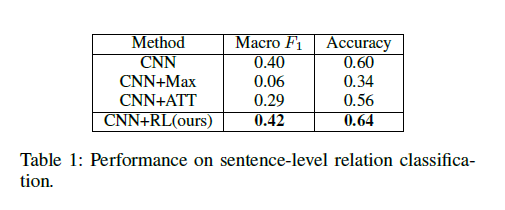 Method Macro F1 Accuracy
CNN 0.40 0.60
CNN+Max 0.06 0.34
CNN+ATT 0.29 0.56
CNN+RL(ours) 0.42 0.64
Table 1: Performance on sentence-level relation classifica-
tion.